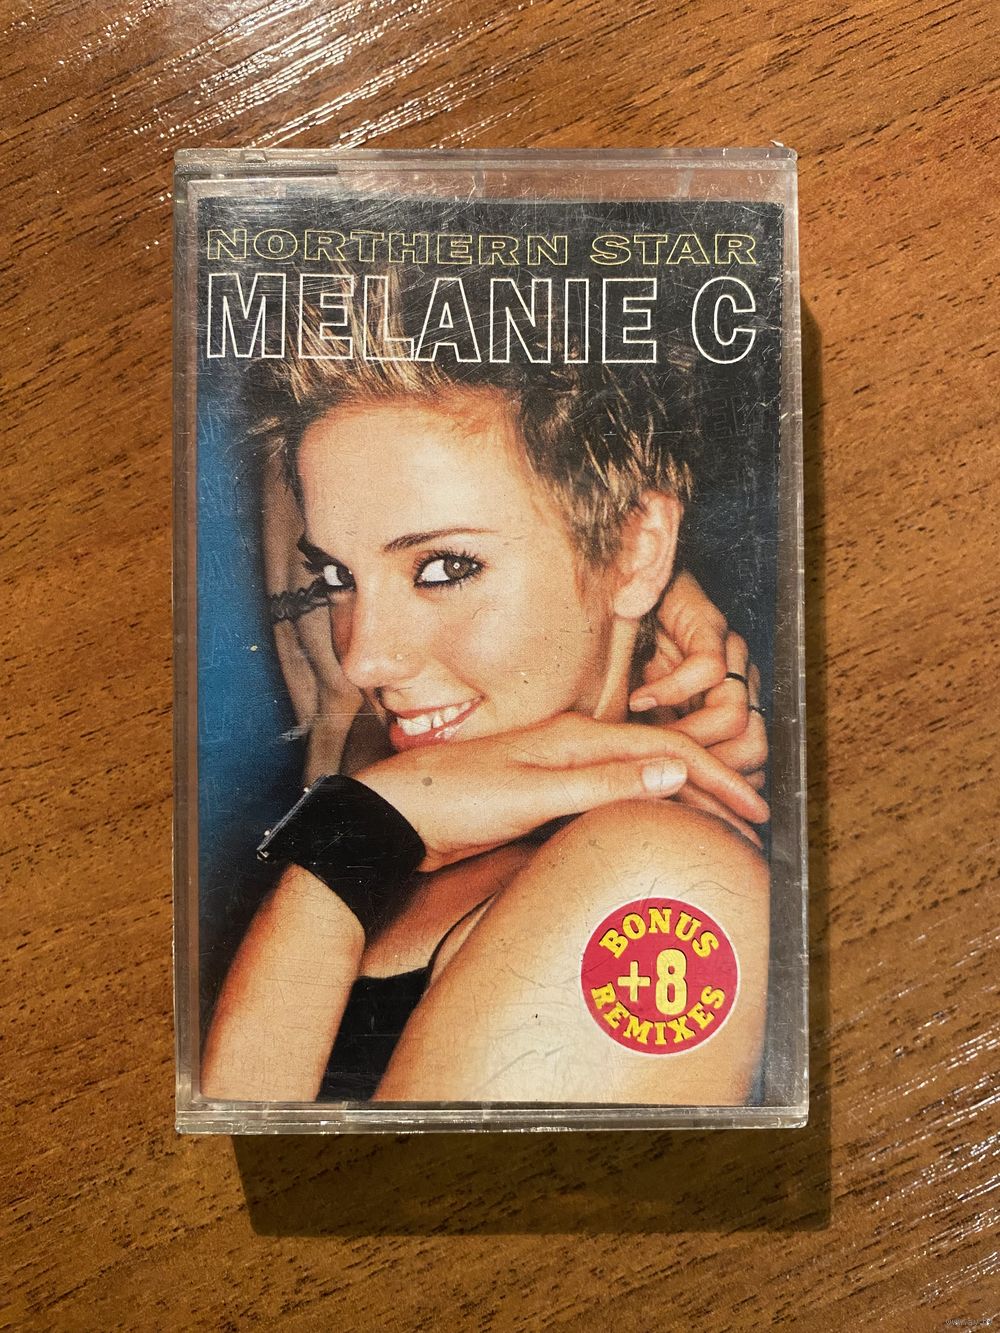 NORTHERN STAR
MELANIE C
BONUS
+8
REMIXES